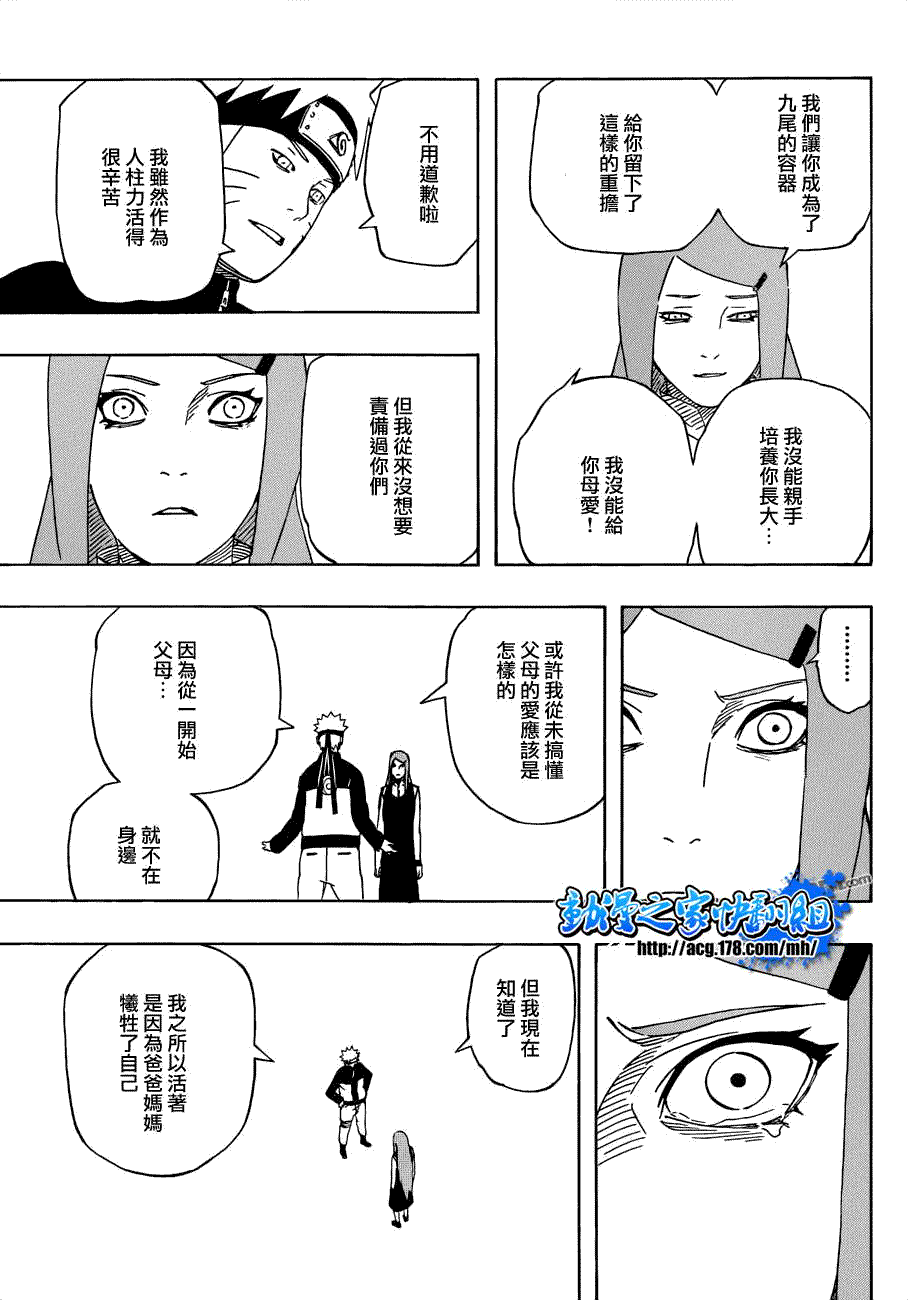 我們讓你成為了
九尾的容器
給你留下了
這樣的重擔
我沒能親手
培養你長大…
我沒能給
你母愛！
不用道歉啦
我雖然作為
人柱力活得
很辛苦
但我從來沒想要
責備過你們
………
或許我從未搞懂
父母的愛應該是
怎樣的
因為從一開始
父母…
就不在
身邊
動漫之家快翻組
http://acg.178.com/mh/
但我現在
知道了
我之所以活著
是因為爸爸媽媽
犧牲了自己